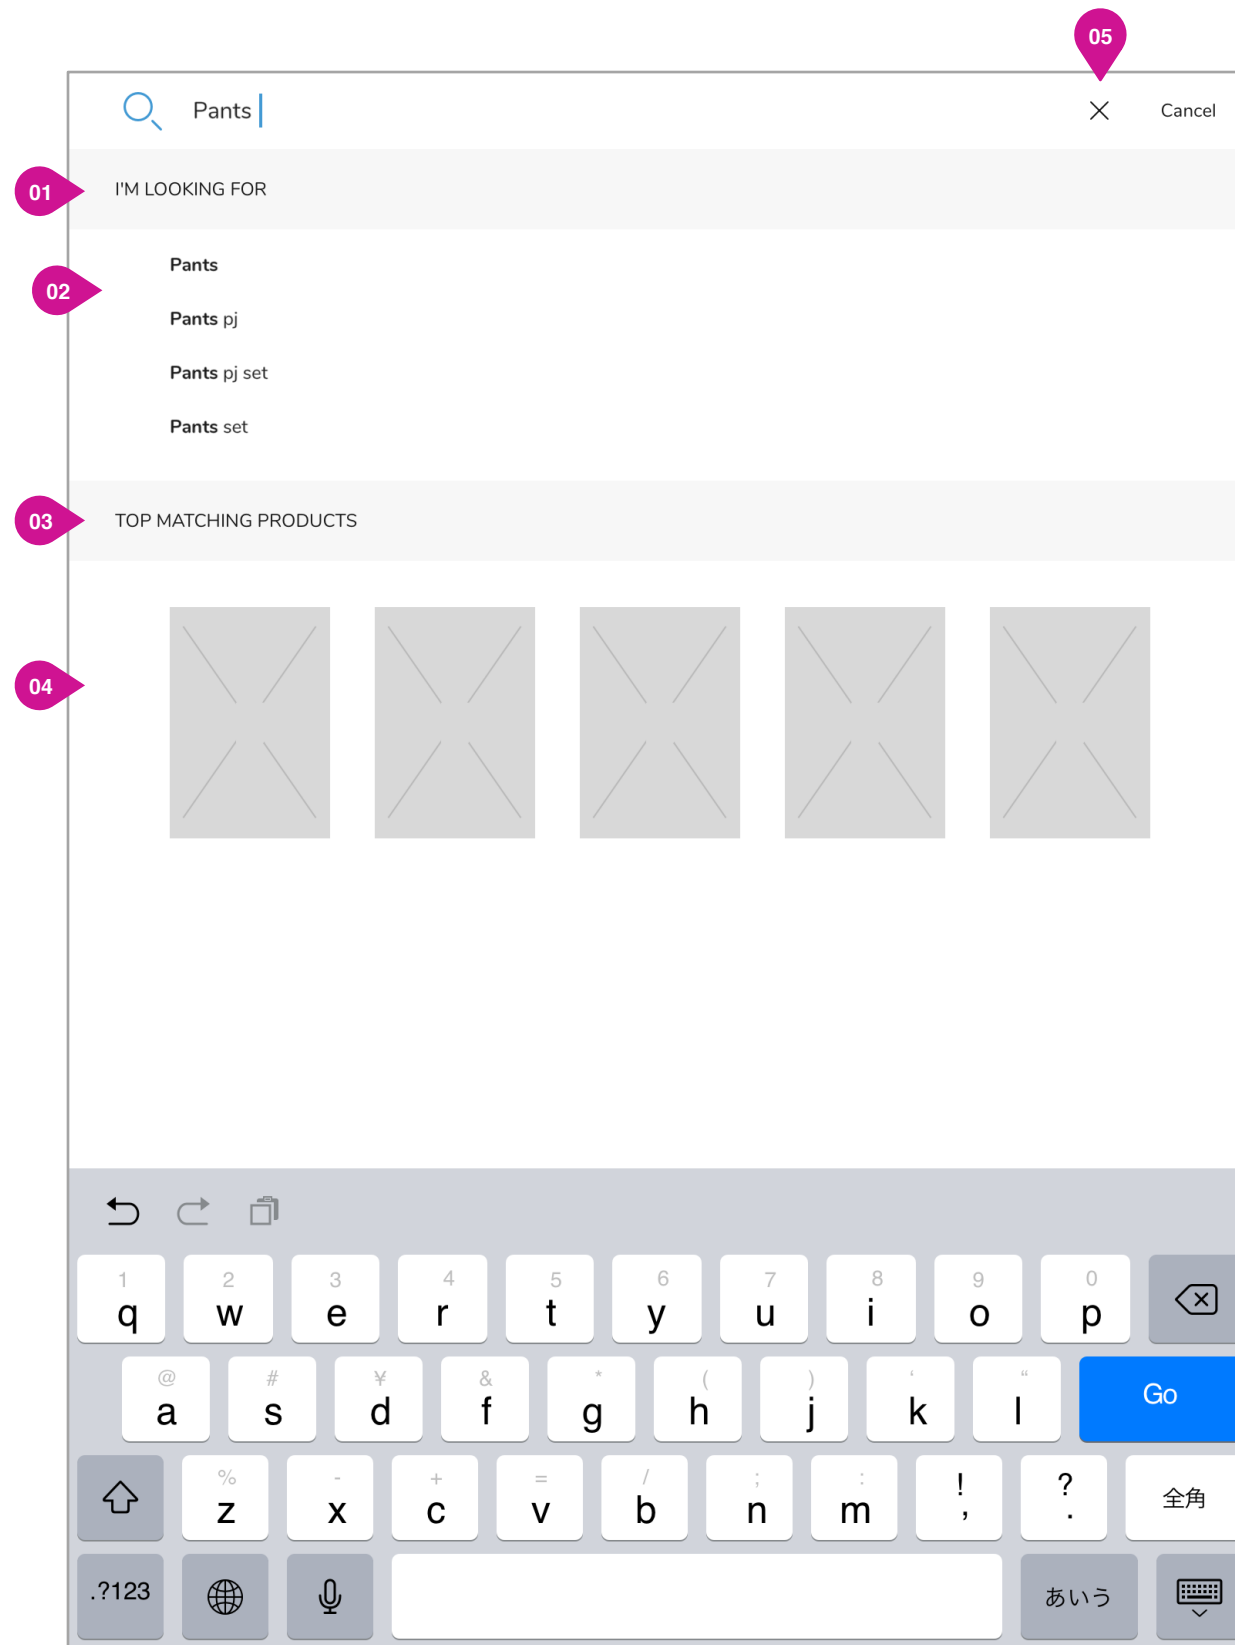 05
Pants
Cancel
01
I'M LOOKING FOR
02
Pants
Pants pj
Pants pj set
Pants set
03
TOP MATCHING PRODUCTS
04
1 2 3 4 5 6 7 8 9 0
q w e r t y u i o p
@ # ¥ & * ( ) ‘ “
a s d f g h j k l
Go
% - + = / ; : ! ?
z x c v b n m , .
全角
.?123
あいう